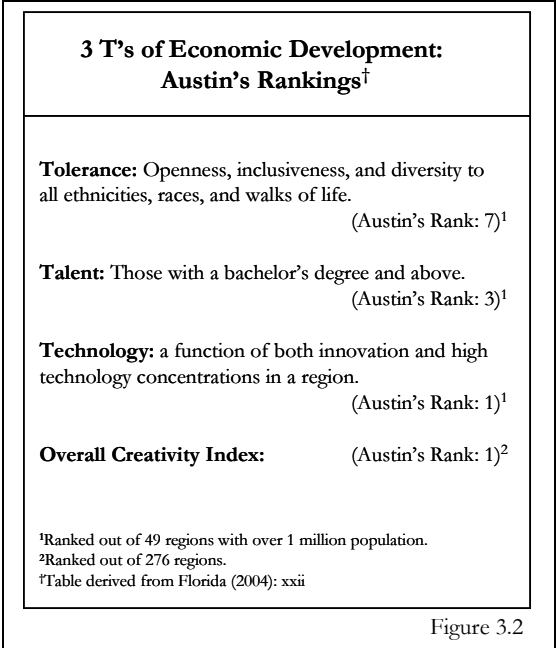 3 T's of Economic Development:
Austin's Rankings†
Tolerance: Openness, inclusiveness, and diversity to
all ethnicities, races, and walks of life.
(Austin's Rank: 7)¹
Talent: Those with a bachelor's degree and above.
(Austin's Rank: 3)¹
Technology: a function of both innovation and high
technology concentrations in a region.
(Austin's Rank: 1)¹
Overall Creativity Index: (Austin's Rank: 1)²
¹Ranked out of 49 regions with over 1 million population.
²Ranked out of 276 regions.
†Table derived from Florida (2004): xxii
Figure 3.2